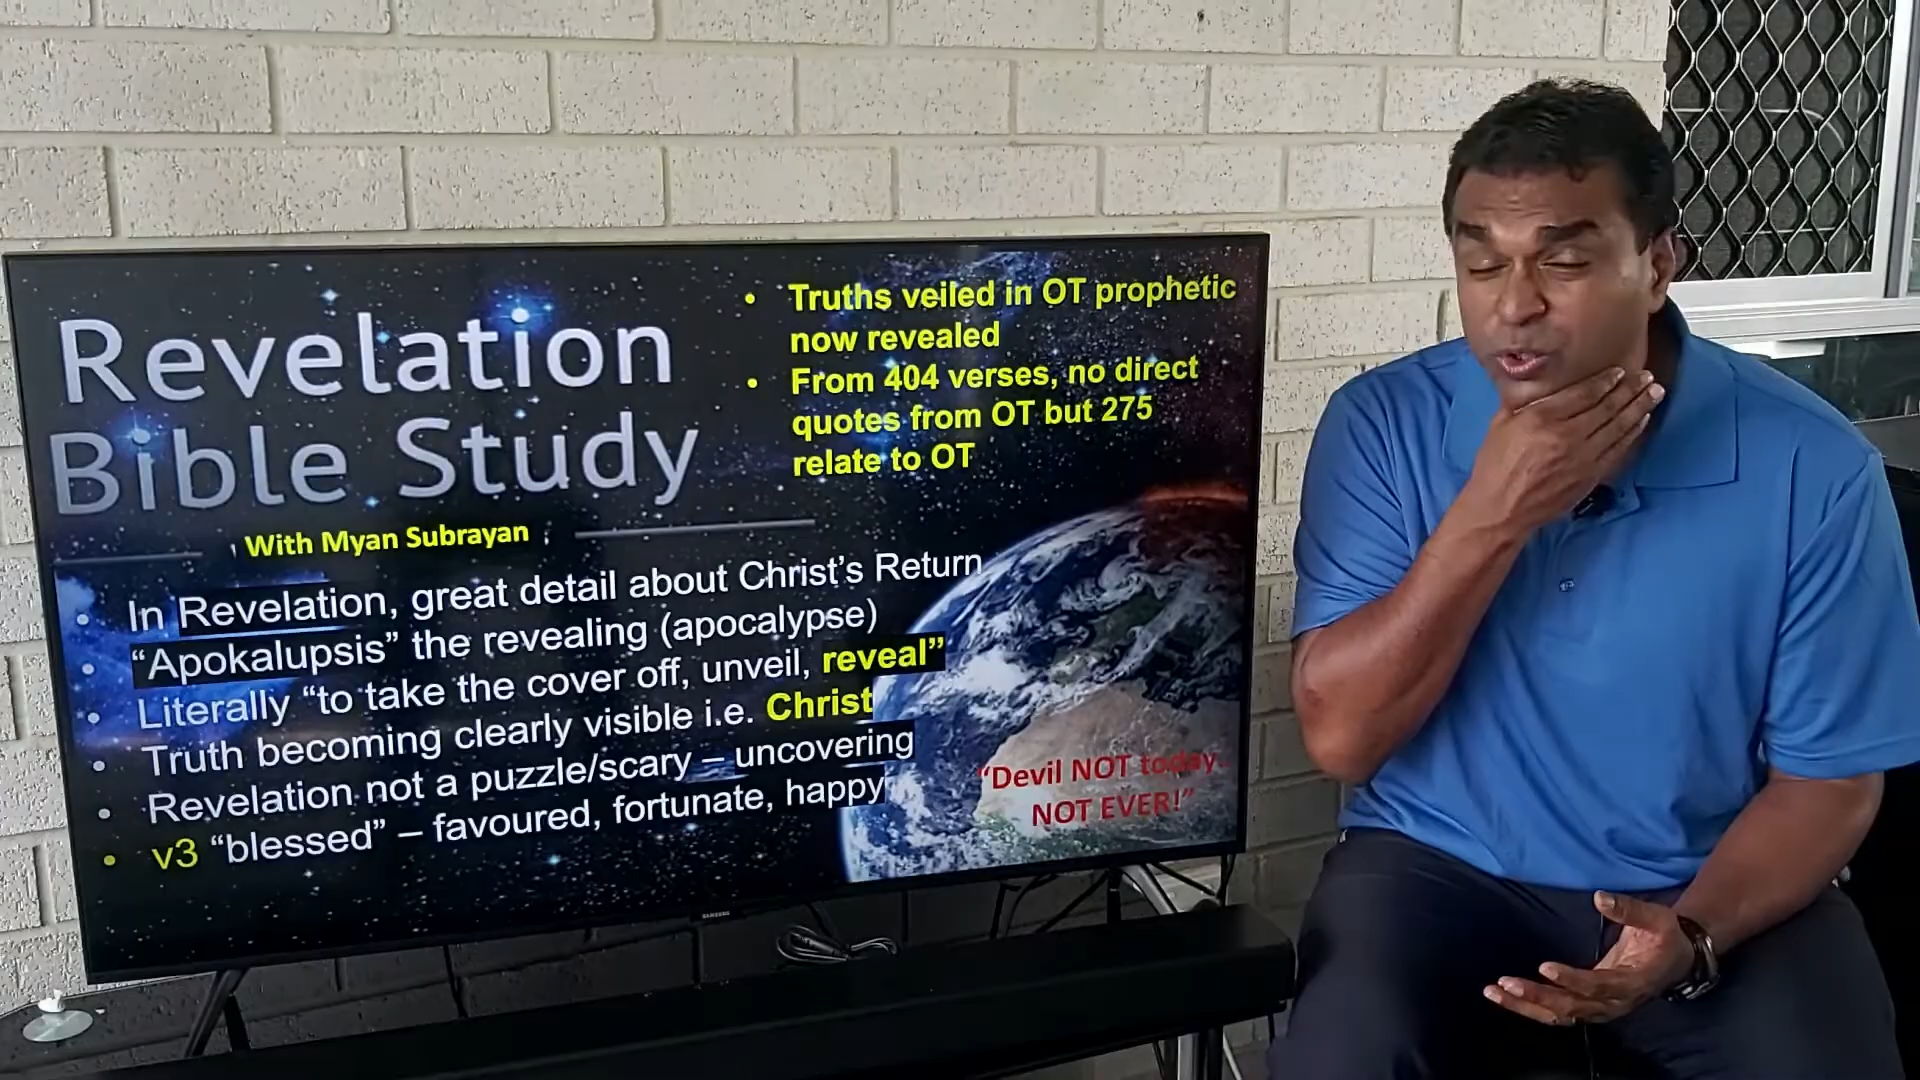 Revelation
Bible Study
With Myan Subrayan
• Truths veiled in OT prophetic
now revealed
• From 404 verses, no direct
quotes from OT but 275
relate to OT
• In Revelation, great detail about Christ’s Return
• “Apokalupsis” the revealing (apocalypse)
• Literally “to take the cover off, unveil, reveal”
• Truth becoming clearly visible i.e. Christ
• Revelation not a puzzle/scary – uncovering
• v3 “blessed” – favoured, fortunate, happy
“Devil NOT today.
NOT EVER!”
SAMSUNG